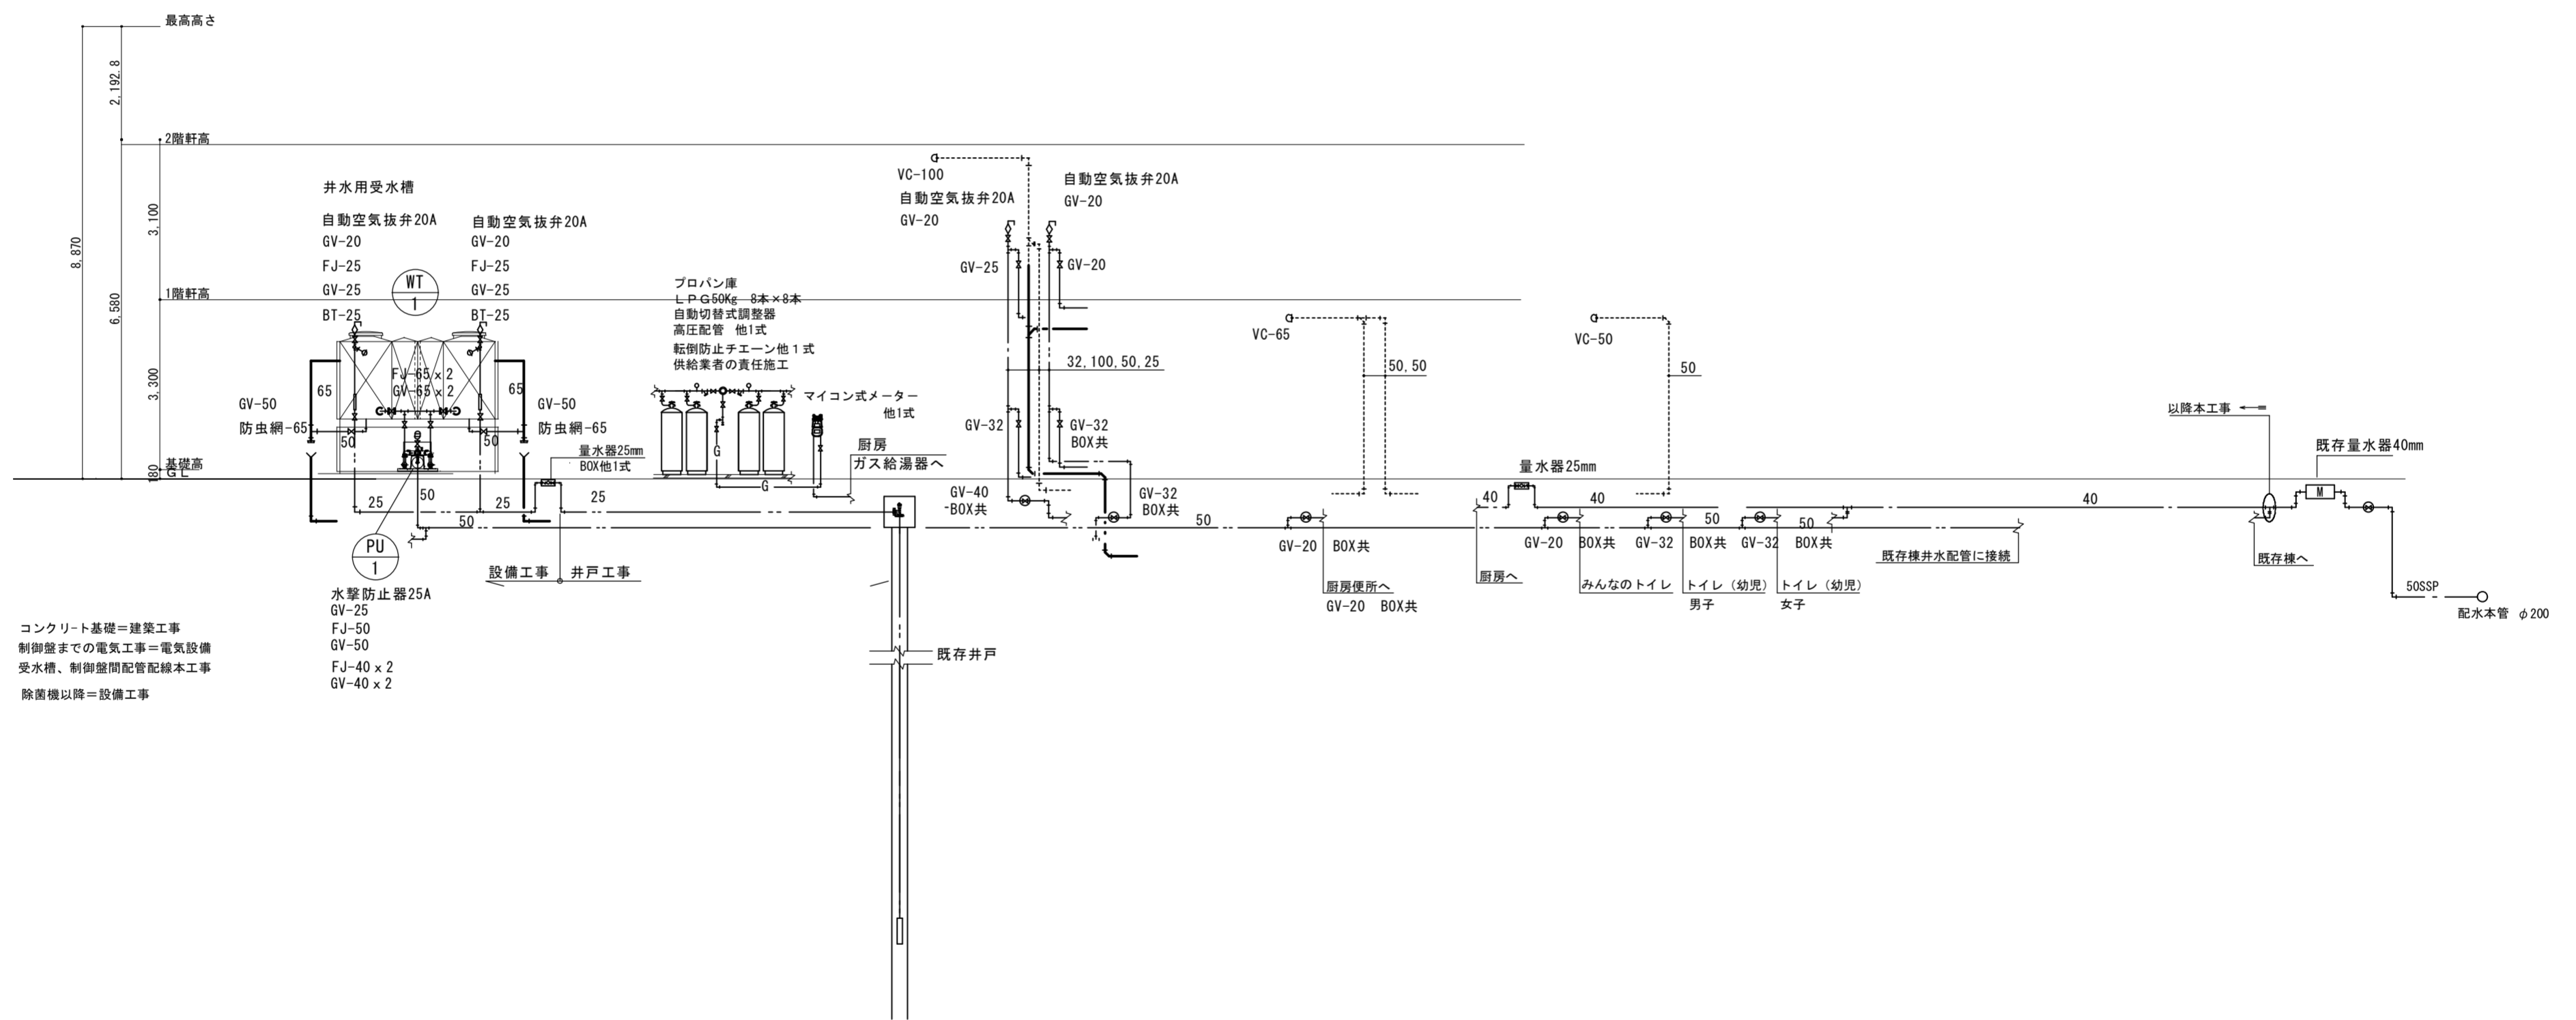 最高高さ
2,192.8
2階軒高
8,870
3,100
6,580
1階軒高
3,300
基礎高
180
GL
井水用受水槽
自動空気抜弁20A
GV-20
FJ-25
GV-25
BT-25
自動空気抜弁20A
GV-20
FJ-25
GV-25
BT-25
WT
1
FJ-65×2
GV-65×2
65
65
GV-50
防虫網-65
GV-50
防虫網-65
50
50
25
50
25
50
25
量水器25mm
BOX他1式
PU
1
設備工事
井戸工事
水撃防止器25A
GV-25
FJ-50
GV-50
FJ-40×2
GV-40×2
コンクリート基礎＝建築工事
制御盤までの電気工事＝電気設備
受水槽、制御盤間配管配線本工事
除菌機以降＝設備工事
プロパン庫
ＬＰＧ50Kg 8本×8本
自動切替式調整器
高圧配管 他1式
転倒防止チエーン他１式
供給業者の責任施工
マイコン式メーター
他1式
G
G
厨房
ガス給湯器へ
既存井戸
VC-100
自動空気抜弁20A
GV-20
自動空気抜弁20A
GV-20
GV-25
GV-20
32,100,50,25
GV-32
GV-32
BOX共
GV-40
-BOX共
GV-32
BOX共
50
VC-65
50,50
GV-20 BOX共
厨房便所へ
GV-20 BOX共
VC-50
50
量水器25mm
40
40
40
厨房へ
GV-20 BOX共
みんなのトイレ
GV-32 BOX共
50
トイレ（幼児）
男子
GV-32 BOX共
50
トイレ（幼児）
女子
既存棟井水配管に接続
以降本工事
既存量水器40mm
M
既存棟へ
50SSP
配水本管 φ200